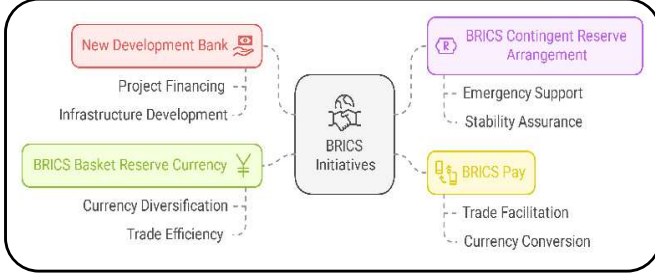 New Development Bank
Project Financing
Infrastructure Development
BRICS Basket Reserve Currency
¥
Currency Diversification
Trade Efficiency
BRICS
Initiatives
R
BRICS Contingent Reserve
Arrangement
Emergency Support
Stability Assurance
$
BRICS Pay
Trade Facilitation
Currency Conversion